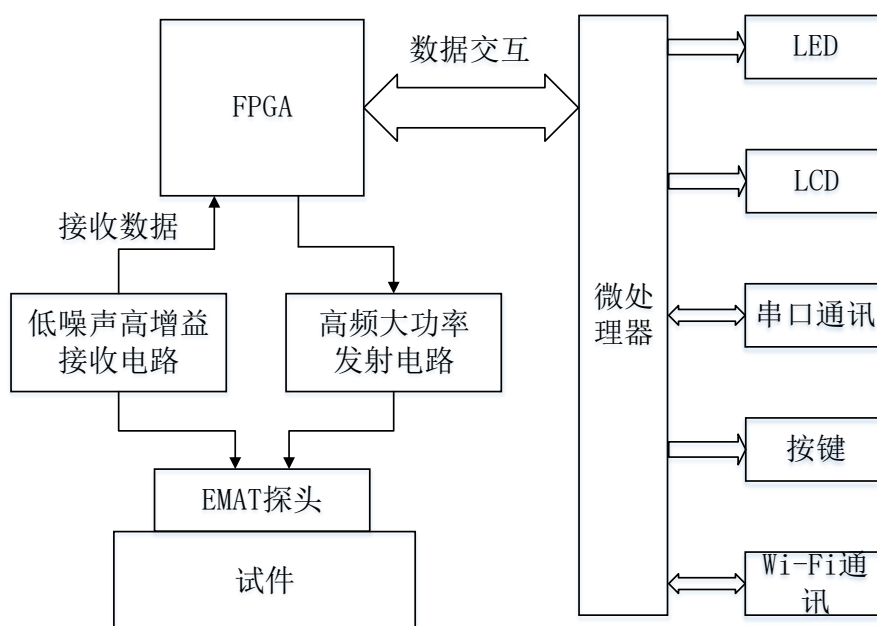 FPGA
数据交互
接收数据
低噪声高增益
接收电路
高频大功率
发射电路
EMAT探头
试件
微处
理器
LED
LCD
串口通讯
按键
Wi-Fi通
讯